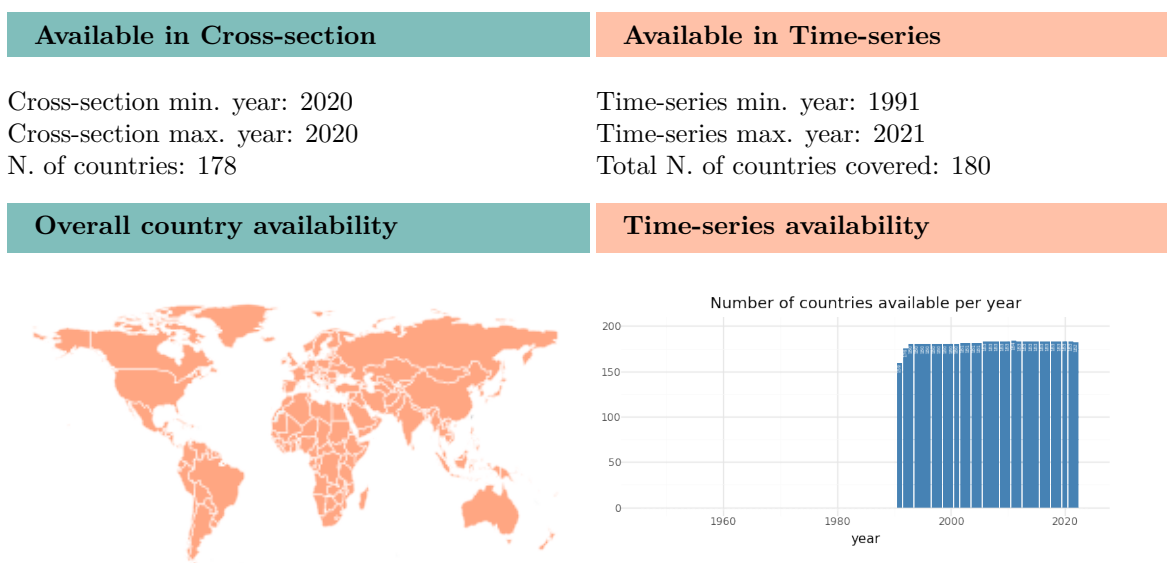 Available in Cross-section
Available in Time-series
Cross-section min. year: 2020
Cross-section max. year: 2020
N. of countries: 178
Time-series min. year: 1991
Time-series max. year: 2021
Total N. of countries covered: 180
Overall country availability
Time-series availability
Number of countries available per year
200
150
100
50
0
1960 1980 2000 2020
year